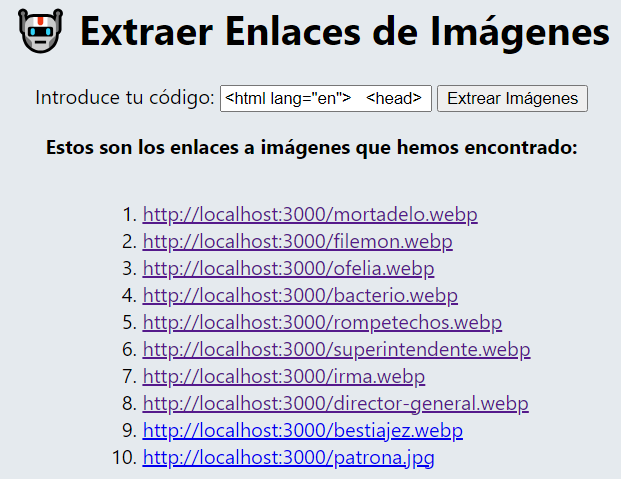 Extraer Enlaces de Imágenes
Introduce tu código: <html lang="en"> <head> Extrear Imágenes
Estos son los enlaces a imágenes que hemos encontrado:
1. http://localhost:3000/mortadelo.webp
2. http://localhost:3000/filemon.webp
3. http://localhost:3000/ofelia.webp
4. http://localhost:3000/bacterio.webp
5. http://localhost:3000/rompetechos.webp
6. http://localhost:3000/superintendente.webp
7. http://localhost:3000/irma.webp
8. http://localhost:3000/director-general.webp
9. http://localhost:3000/bestiajez.webp
10. http://localhost:3000/patrona.jpg